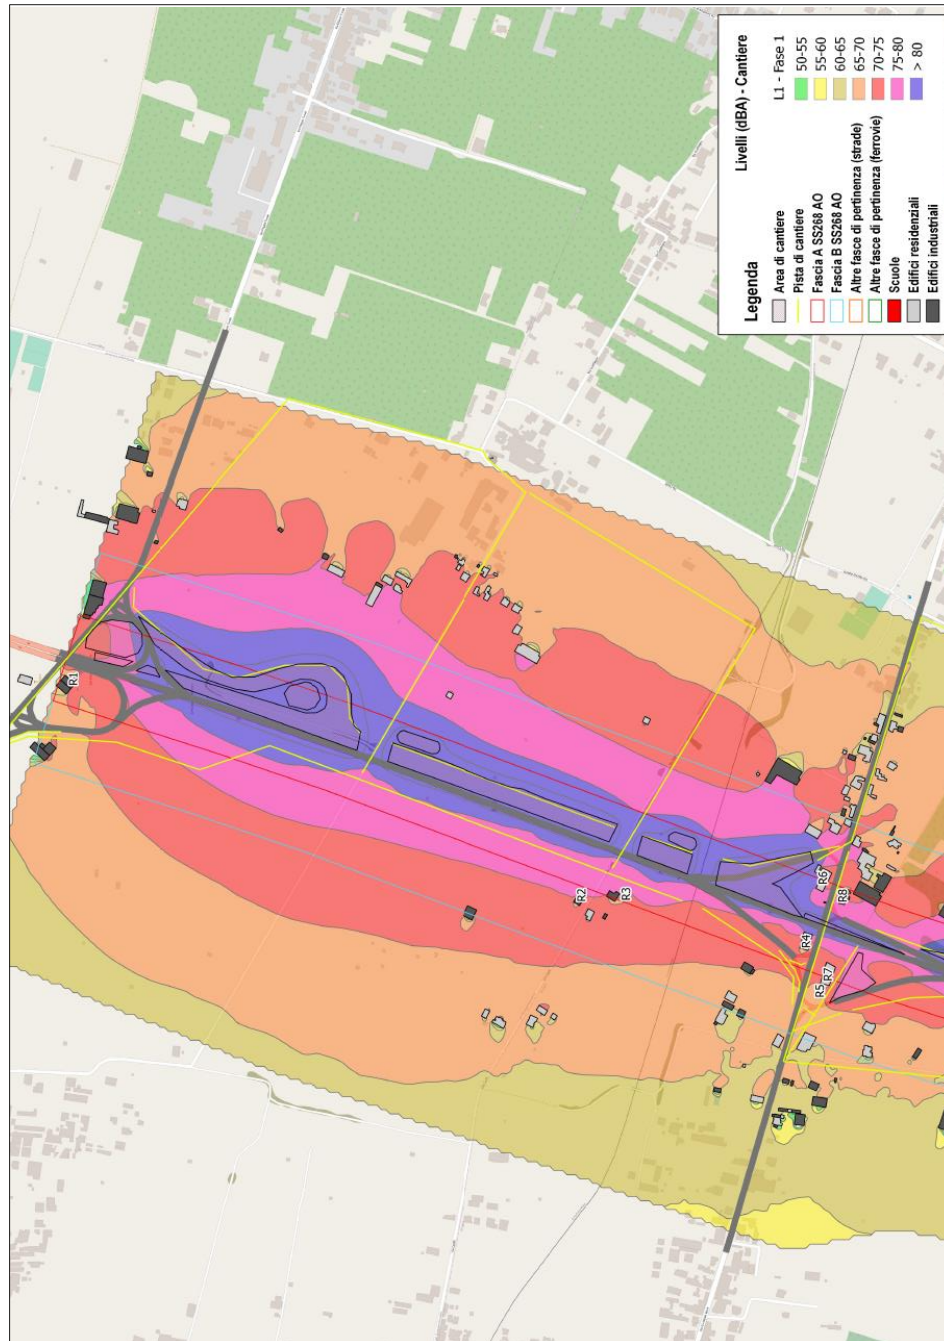 Legenda
Area di cantiere
Pista di cantiere
Fascia A SS268 AO
Fascia B SS268 AO
Altre fasce di pertinenza (strade)
Altre fasce di pertinenza (ferrovie)
Scuole
Edifici residenziali
Edifici industriali
Livelli (dBA) - Cantiere
L1 - Fase 1
50-55
55-60
60-65
65-70
70-75
75-80
> 80
R1
R2
R3
R4
R5
R7
R6
R8